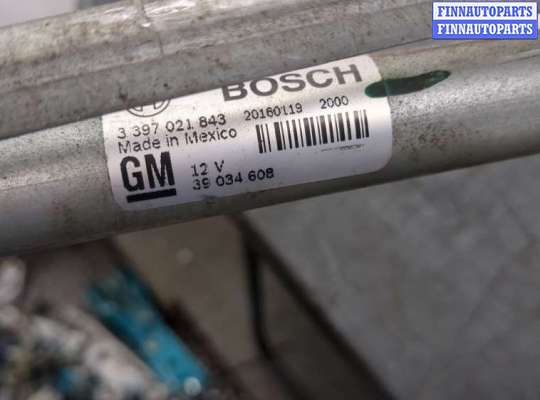 FINNAUTOPARTS
FINNAUTOPARTS
BOSCH
3 397 021 843 20160119 2000
Made in Mexico
GM 12 V
39 034 608